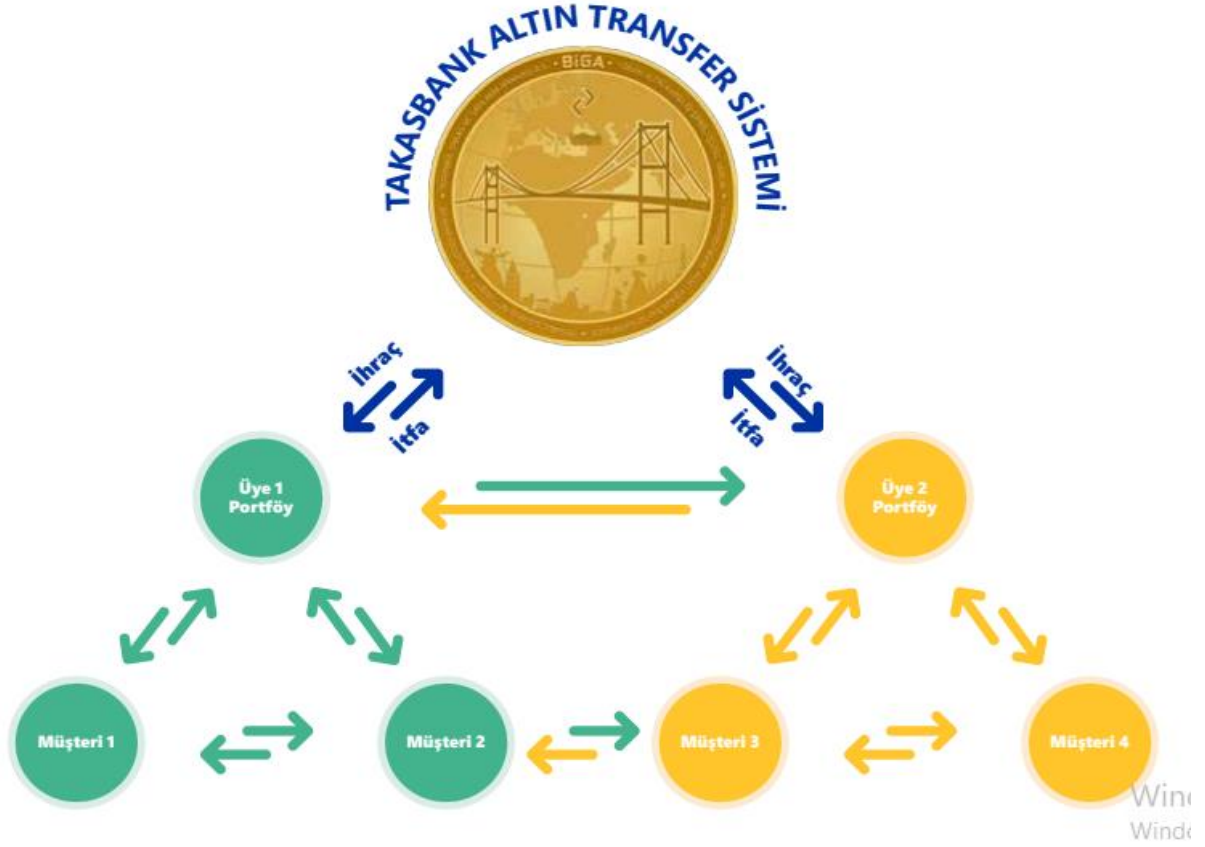 TAKASBANK ALTIN TRANSFER SİSTEMİ
BiGA
İhraç
İtfa
İhraç
İtfa
Üye 1
Portföy
Üye 2
Portföy
Müşteri 1
Müşteri 2
Müşteri 3
Müşteri 4